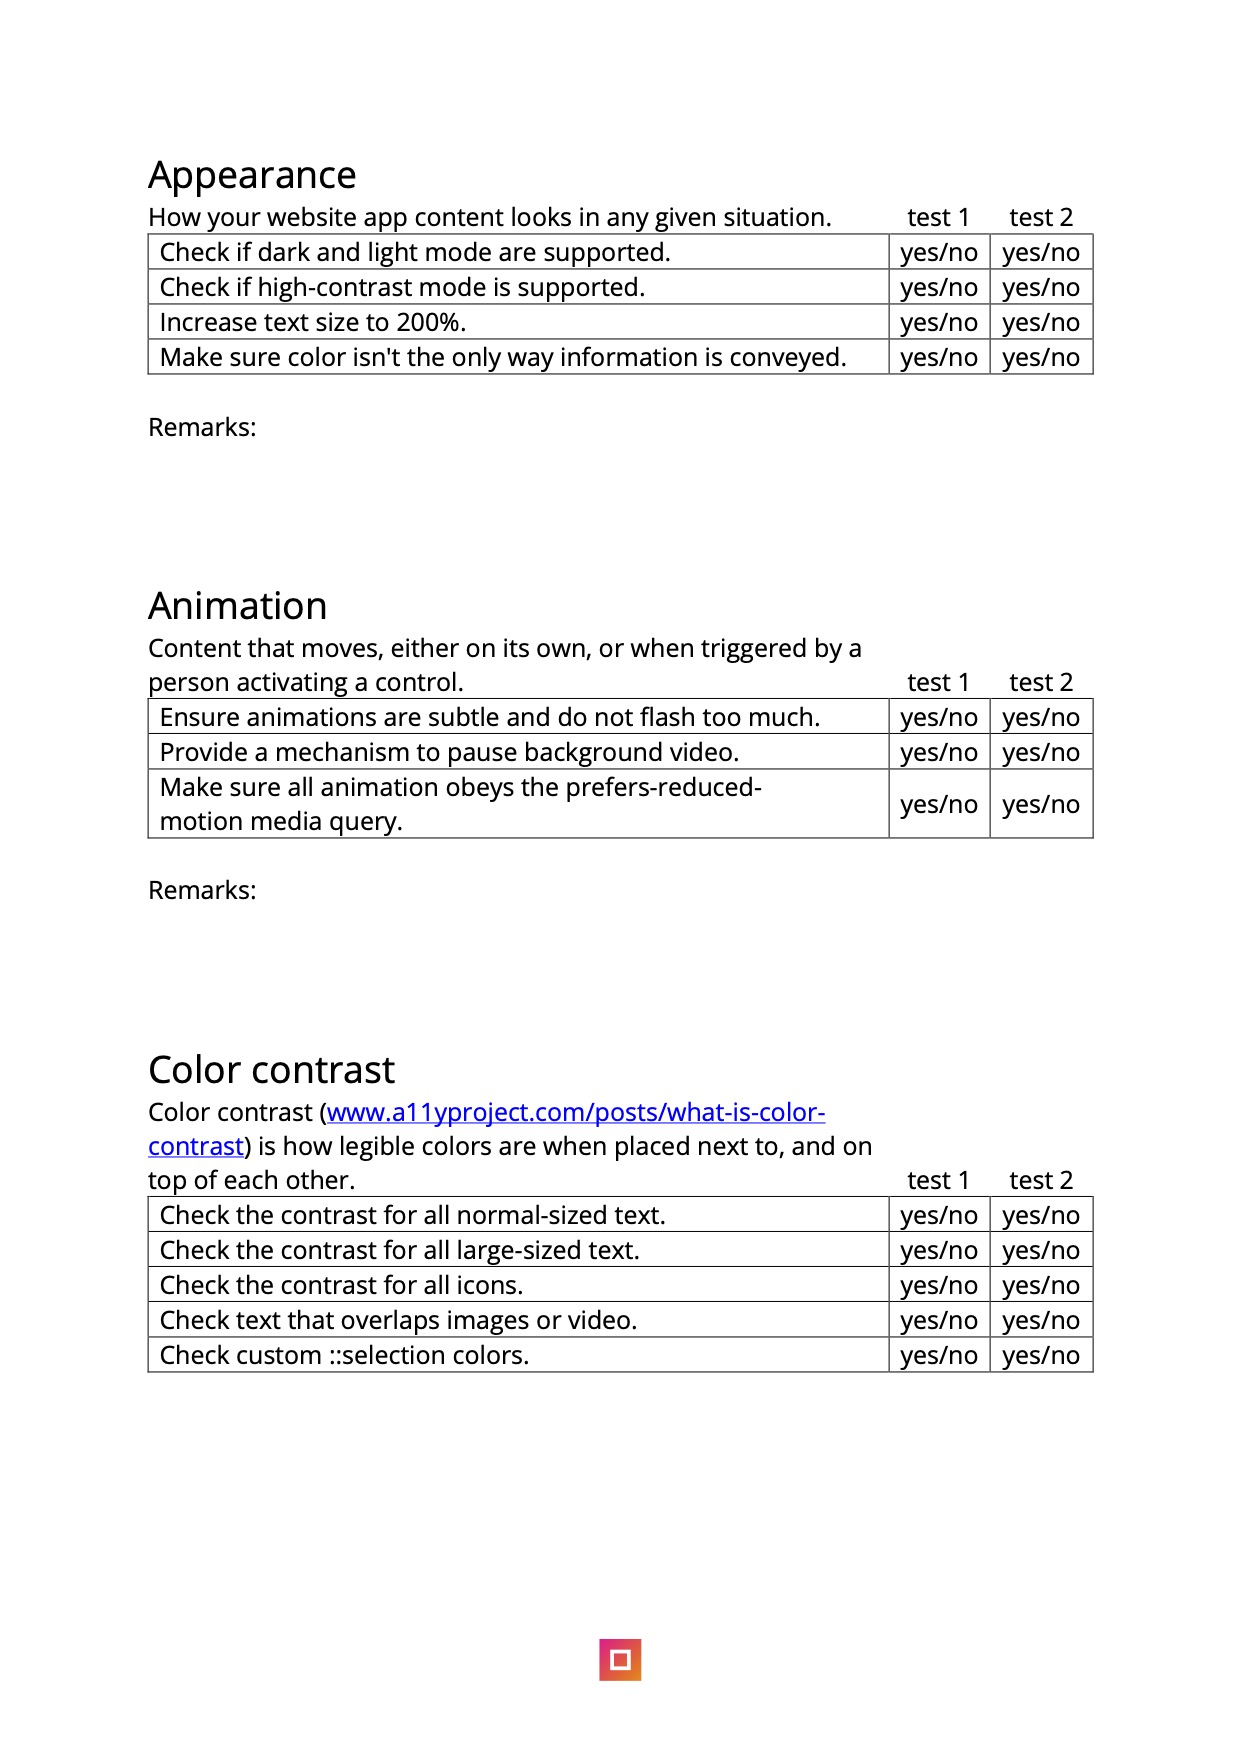 Appearance
How your website app content looks in any given situation. test 1 test 2
Check if dark and light mode are supported. yes/no yes/no
Check if high-contrast mode is supported. yes/no yes/no
Increase text size to 200%. yes/no yes/no
Make sure color isn't the only way information is conveyed. yes/no yes/no
Remarks:
Animation
Content that moves, either on its own, or when triggered by a
person activating a control. test 1 test 2
Ensure animations are subtle and do not flash too much. yes/no yes/no
Provide a mechanism to pause background video. yes/no yes/no
Make sure all animation obeys the prefers-reduced-
motion media query. yes/no yes/no
Remarks:
Color contrast
Color contrast (www.a11yproject.com/posts/what-is-color-
contrast) is how legible colors are when placed next to, and on
top of each other. test 1 test 2
Check the contrast for all normal-sized text. yes/no yes/no
Check the contrast for all large-sized text. yes/no yes/no
Check the contrast for all icons. yes/no yes/no
Check text that overlaps images or video. yes/no yes/no
Check custom ::selection colors. yes/no yes/no